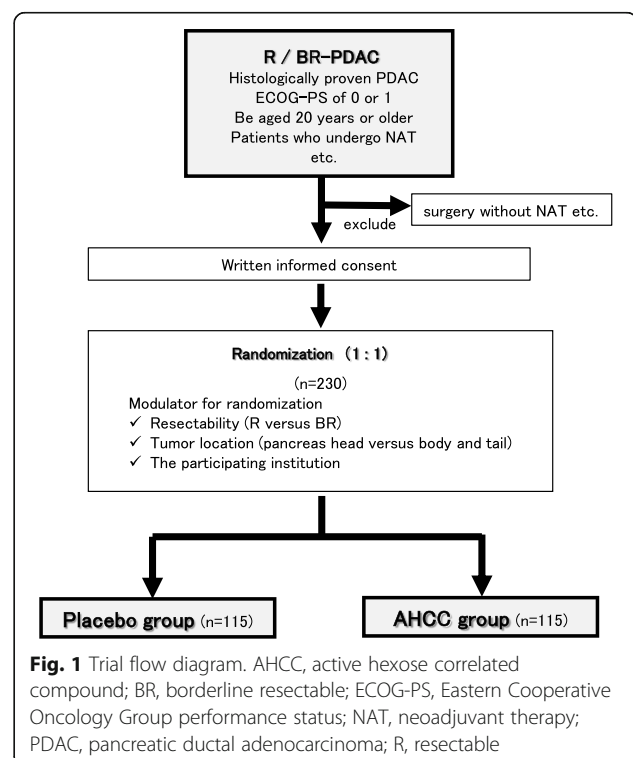 R / BR-PDAC
Histologically proven PDAC
ECOG-PS of 0 or 1
Be aged 20 years or older
Patients who undergo NAT
etc.
exclude
surgery without NAT etc.
Written informed consent
Randomization (1 : 1)
(n=230)
Modulator for randomization
✓ Resectability (R versus BR)
✓ Tumor location (pancreas head versus body and tail)
✓ The participating institution
Placebo group (n=115)
AHCC group (n=115)
Fig. 1 Trial flow diagram. AHCC, active hexose correlated
compound; BR, borderline resectable; ECOG-PS, Eastern Cooperative
Oncology Group performance status; NAT, neoadjuvant therapy;
PDAC, pancreatic ductal adenocarcinoma; R, resectable